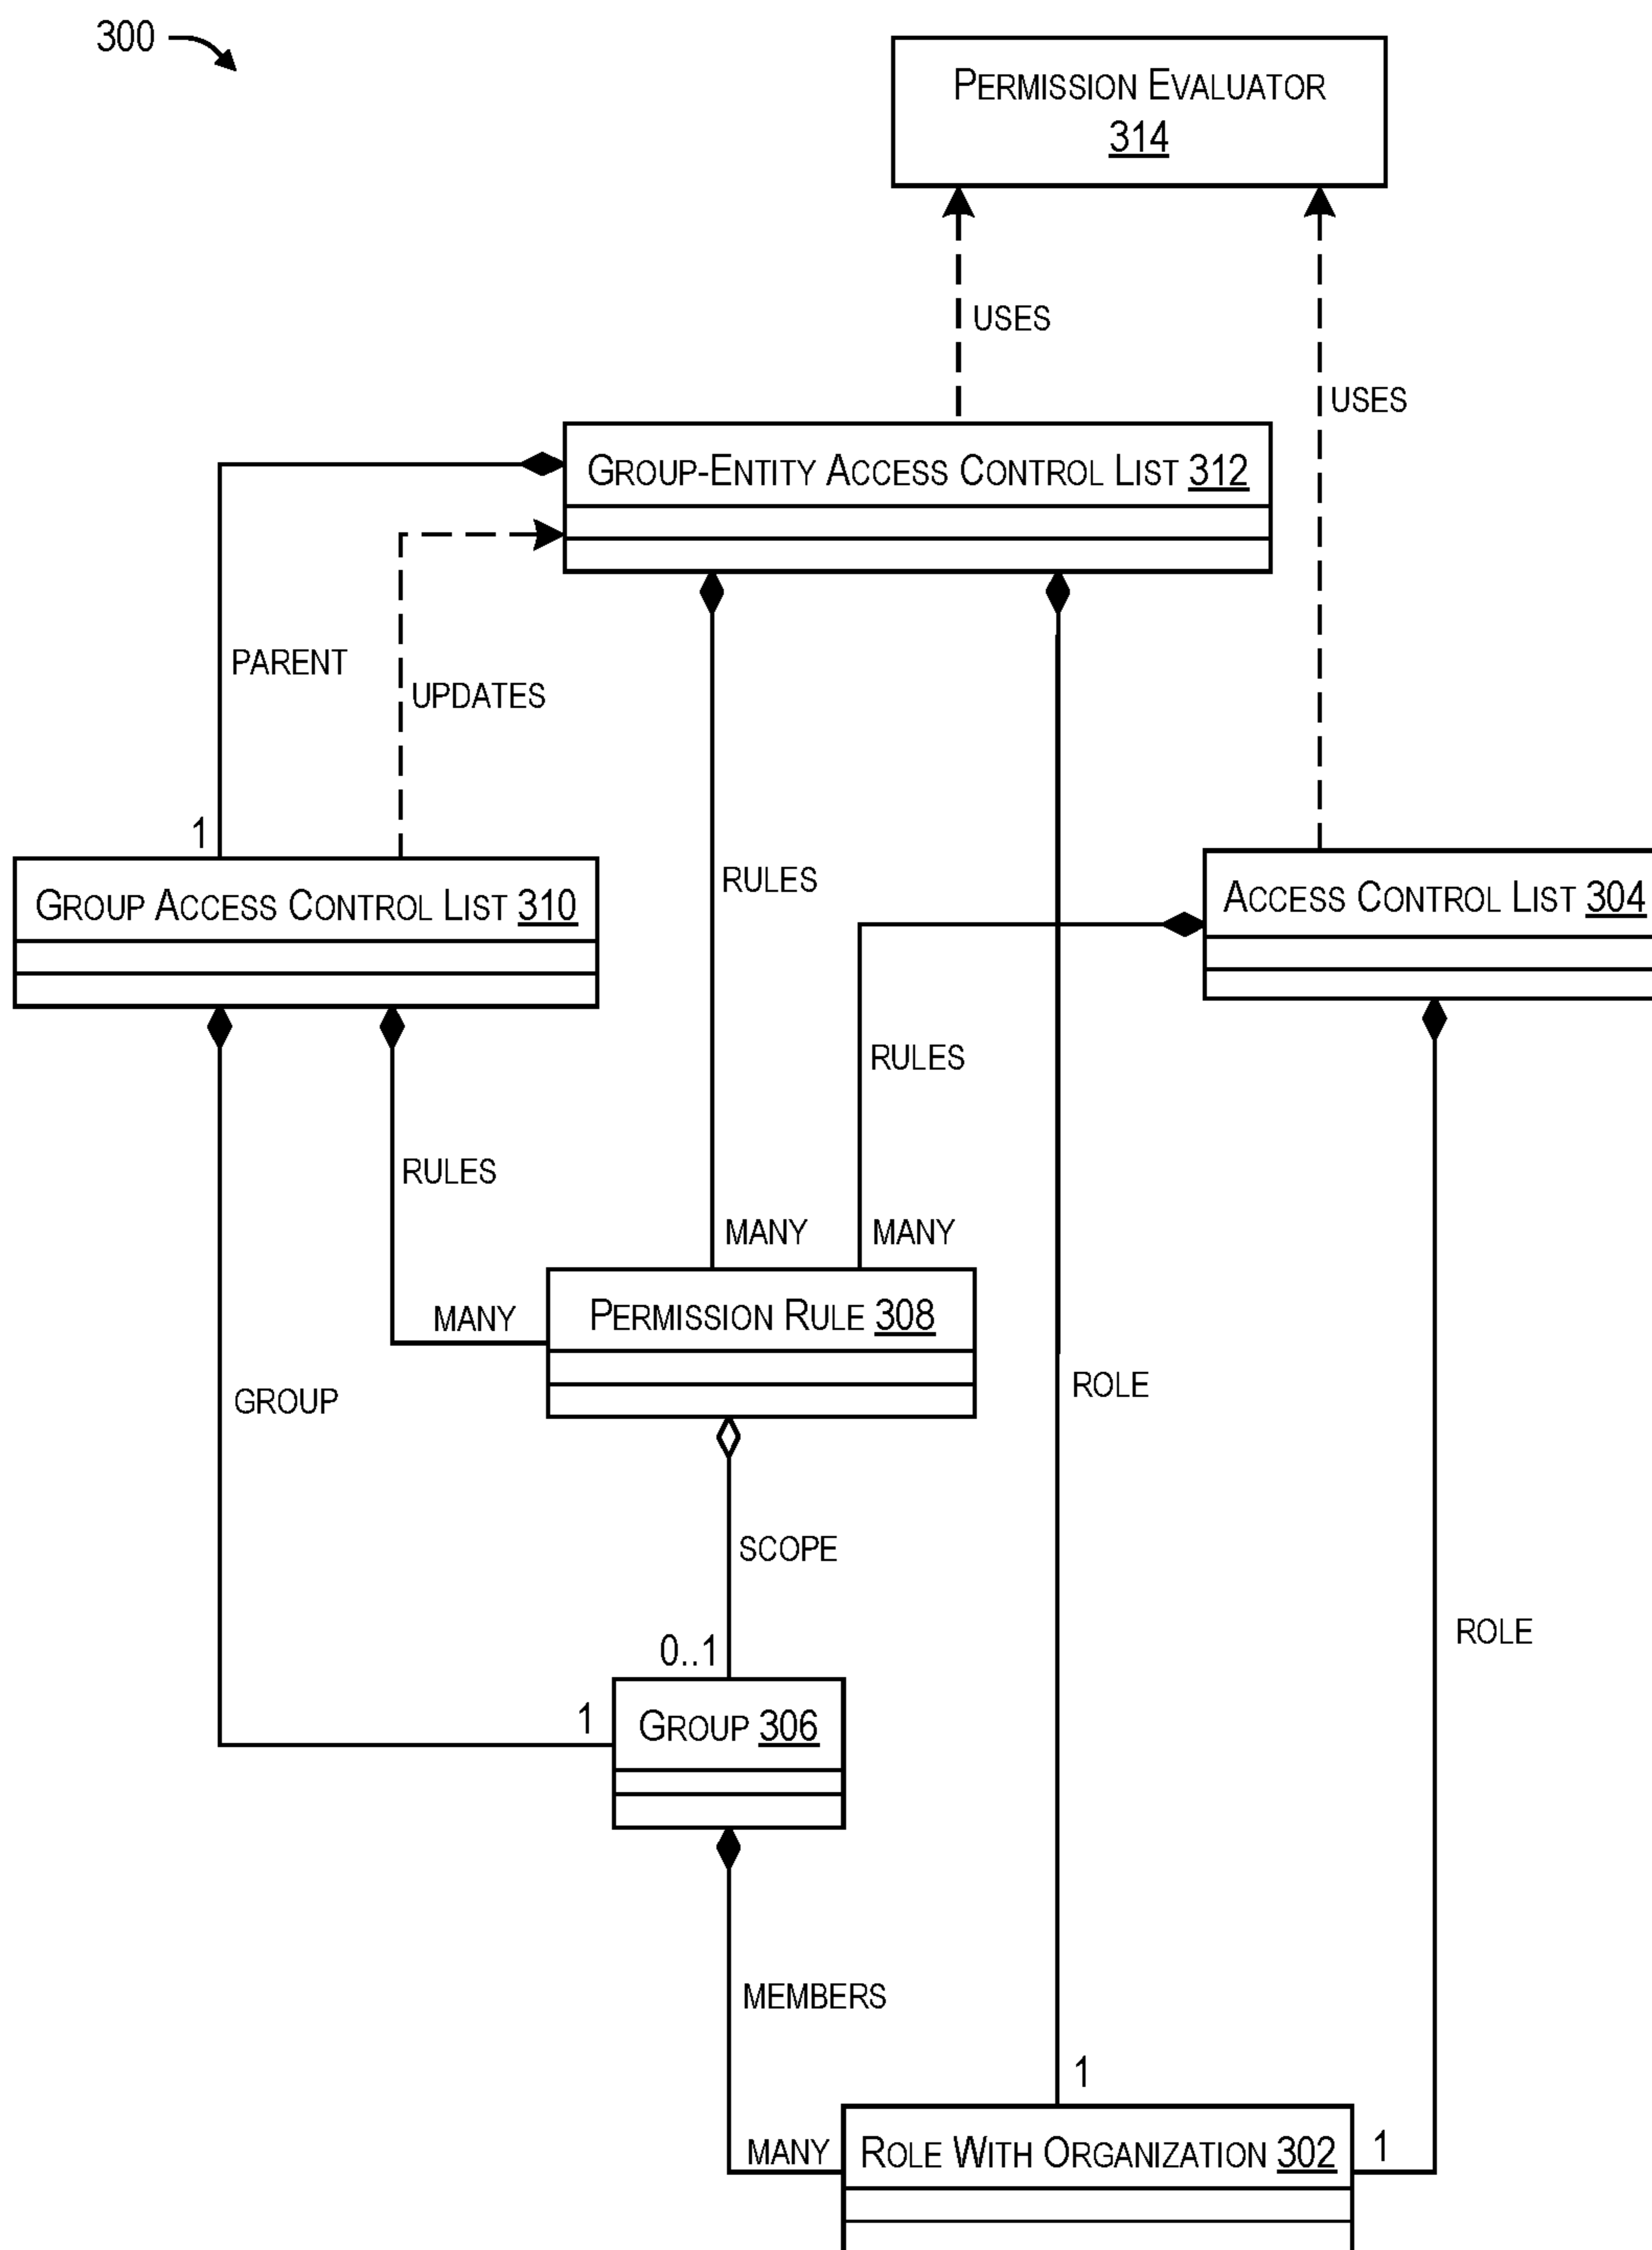 300
PERMISSION EVALUATOR
314
USES
USES
GROUP-ENTITY ACCESS CONTROL LIST 312
PARENT
UPDATES
1
RULES
GROUP ACCESS CONTROL LIST 310
ACCESS CONTROL LIST 304
RULES
RULES
MANY
MANY
MANY
PERMISSION RULE 308
ROLE
GROUP
SCOPE
ROLE
0..1
1
GROUP 306
MEMBERS
1
MANY
ROLE WITH ORGANIZATION 302
1